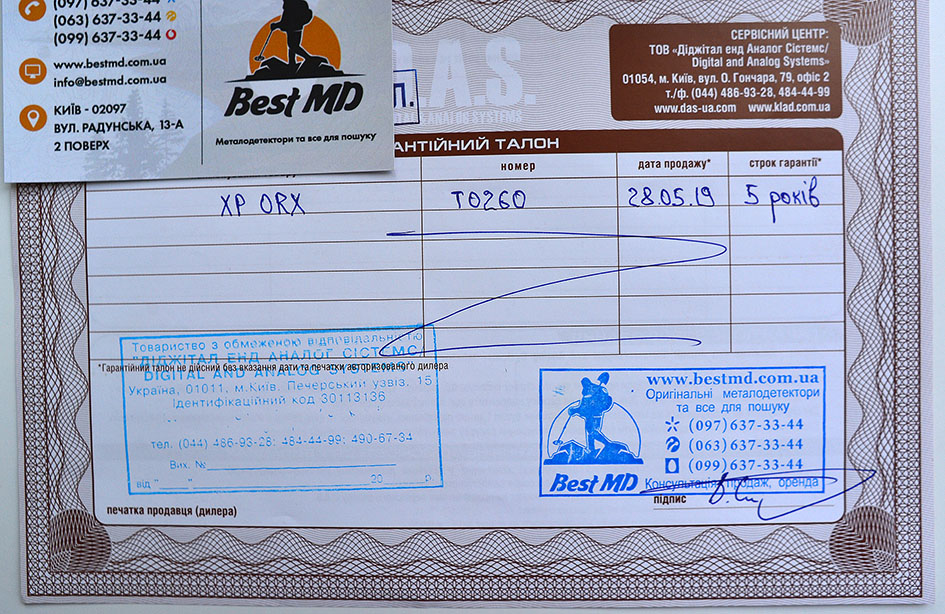 (097) 637-33-44
(063) 637-33-44
(099) 637-33-44
www.bestmd.com.ua
info@bestmd.com.ua
КИЇВ - 02097
ВУЛ. РАДУНСЬКА, 13-А
2 ПОВЕРХ
Best MD
Металодетектори та все для пошуку
Л.
.A.S.
СЕРВІСНИЙ ЦЕНТР:
ТОВ «Діджітал енд Аналог Сістемс/
Digital and Analog Systems»
01054, м. Київ, вул. О. Гончара, 79, офіс 2
т./ф. (044) 486-93-28, 484-44-99
www.das-ua.com www.klad.com.ua
АНТІЙНИЙ ТАЛОН
номер дата продажу* строк гарантії*
XP ORX T0260 28.05.19 5 років
Товариство з обмеженою відповідальністю
"ДІДЖІТАЛ ЕНД АНАЛОГ СІСТЕМС/
*Гарантійний талон не дійсний без вказання дати та печатки авторизованого дилера
DIGITAL AND ANALOG
Україна, 01011, м.Київ, Печерський узвіз, 15
Ідентифікаційний код 30113136
тел. (044) 486-93-28; 484-44-99; 490-67-34
Вих. №
від " " 20 р.
www.bestmd.com.ua
Оригінальні металодетектори
та все для пошуку
(097) 637-33-44
(063) 637-33-44
(099) 637-33-44
Best MD
Консультація, продаж, оренда
підпис
печатка продавця (дилера)